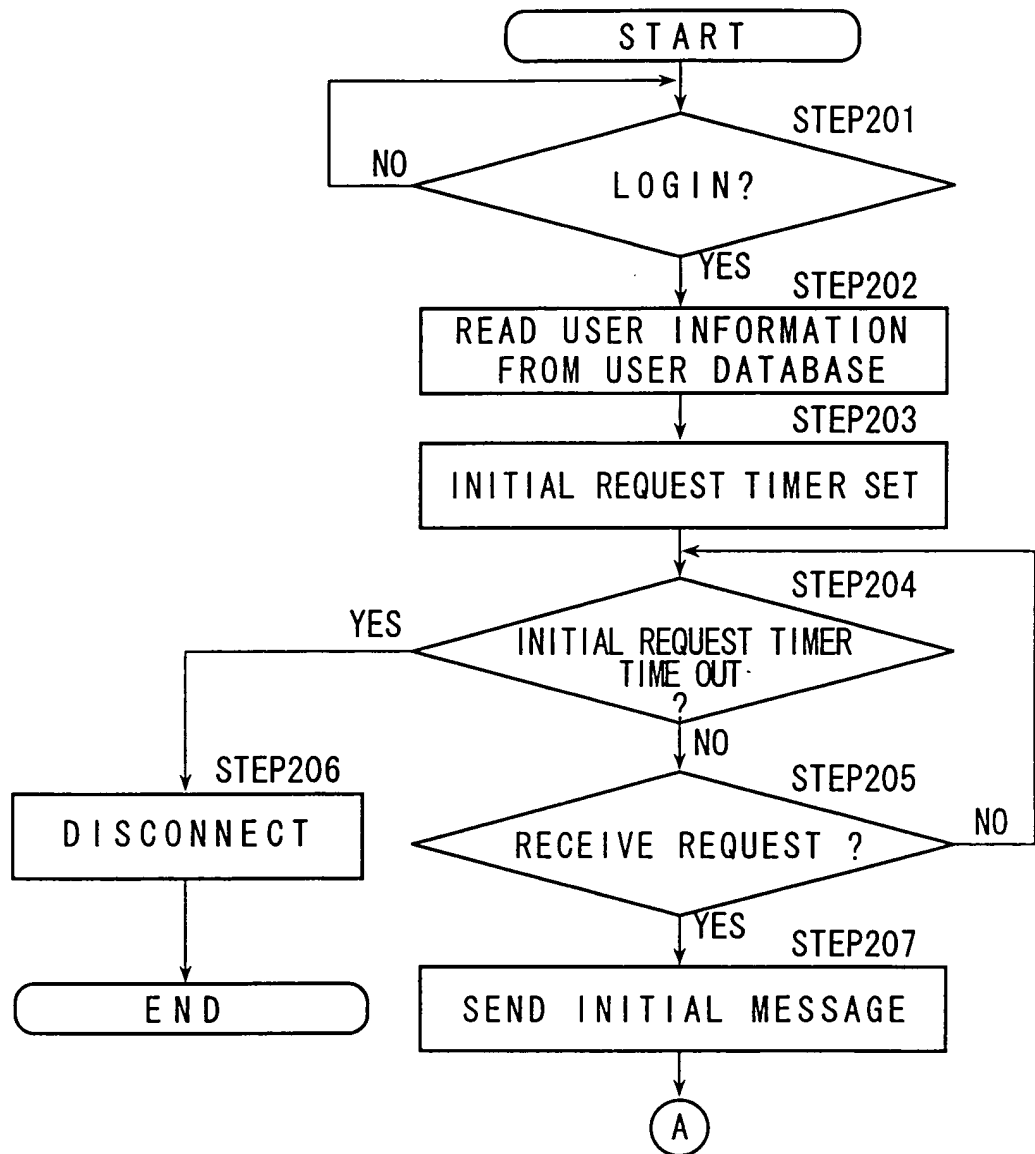 START
STEP201
NO
LOGIN?
YES
STEP202
READ USER INFORMATION
FROM USER DATABASE
STEP203
INITIAL REQUEST TIMER SET
STEP204
YES
INITIAL REQUEST TIMER
TIME OUT
?
NO
STEP206
STEP205
DISCONNECT
RECEIVE REQUEST ?
NO
YES
STEP207
END
SEND INITIAL MESSAGE
A